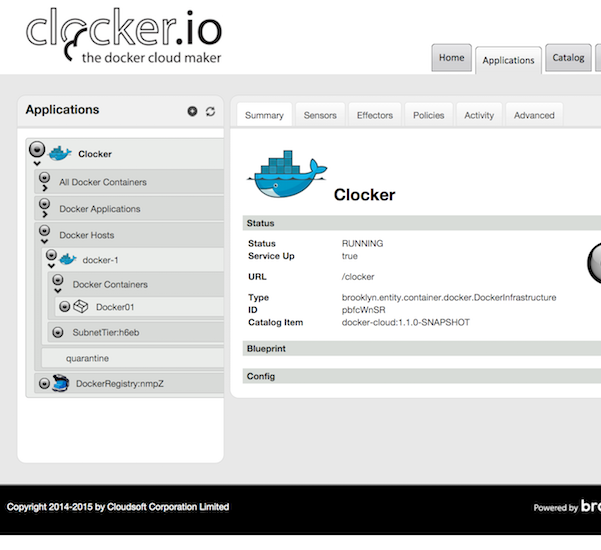 clocker.io
the docker cloud maker
Home
Applications
Catalog
Applications
Clocker
All Docker Containers
Docker Applications
Docker Hosts
docker-1
Docker Containers
Docker01
SubnetTier:h6eb
quarantine
DockerRegistry:nmpZ
Summary
Sensors
Effectors
Policies
Activity
Advanced
Clocker
Status
Status RUNNING
Service Up true
URL /clocker
Type brooklyn.entity.container.docker.DockerInfrastructure
ID pbfcWnSR
Catalog Item docker-cloud:1.1.0-SNAPSHOT
Blueprint
Config
Copyright 2014-2015 by Cloudsoft Corporation Limited
Powered by